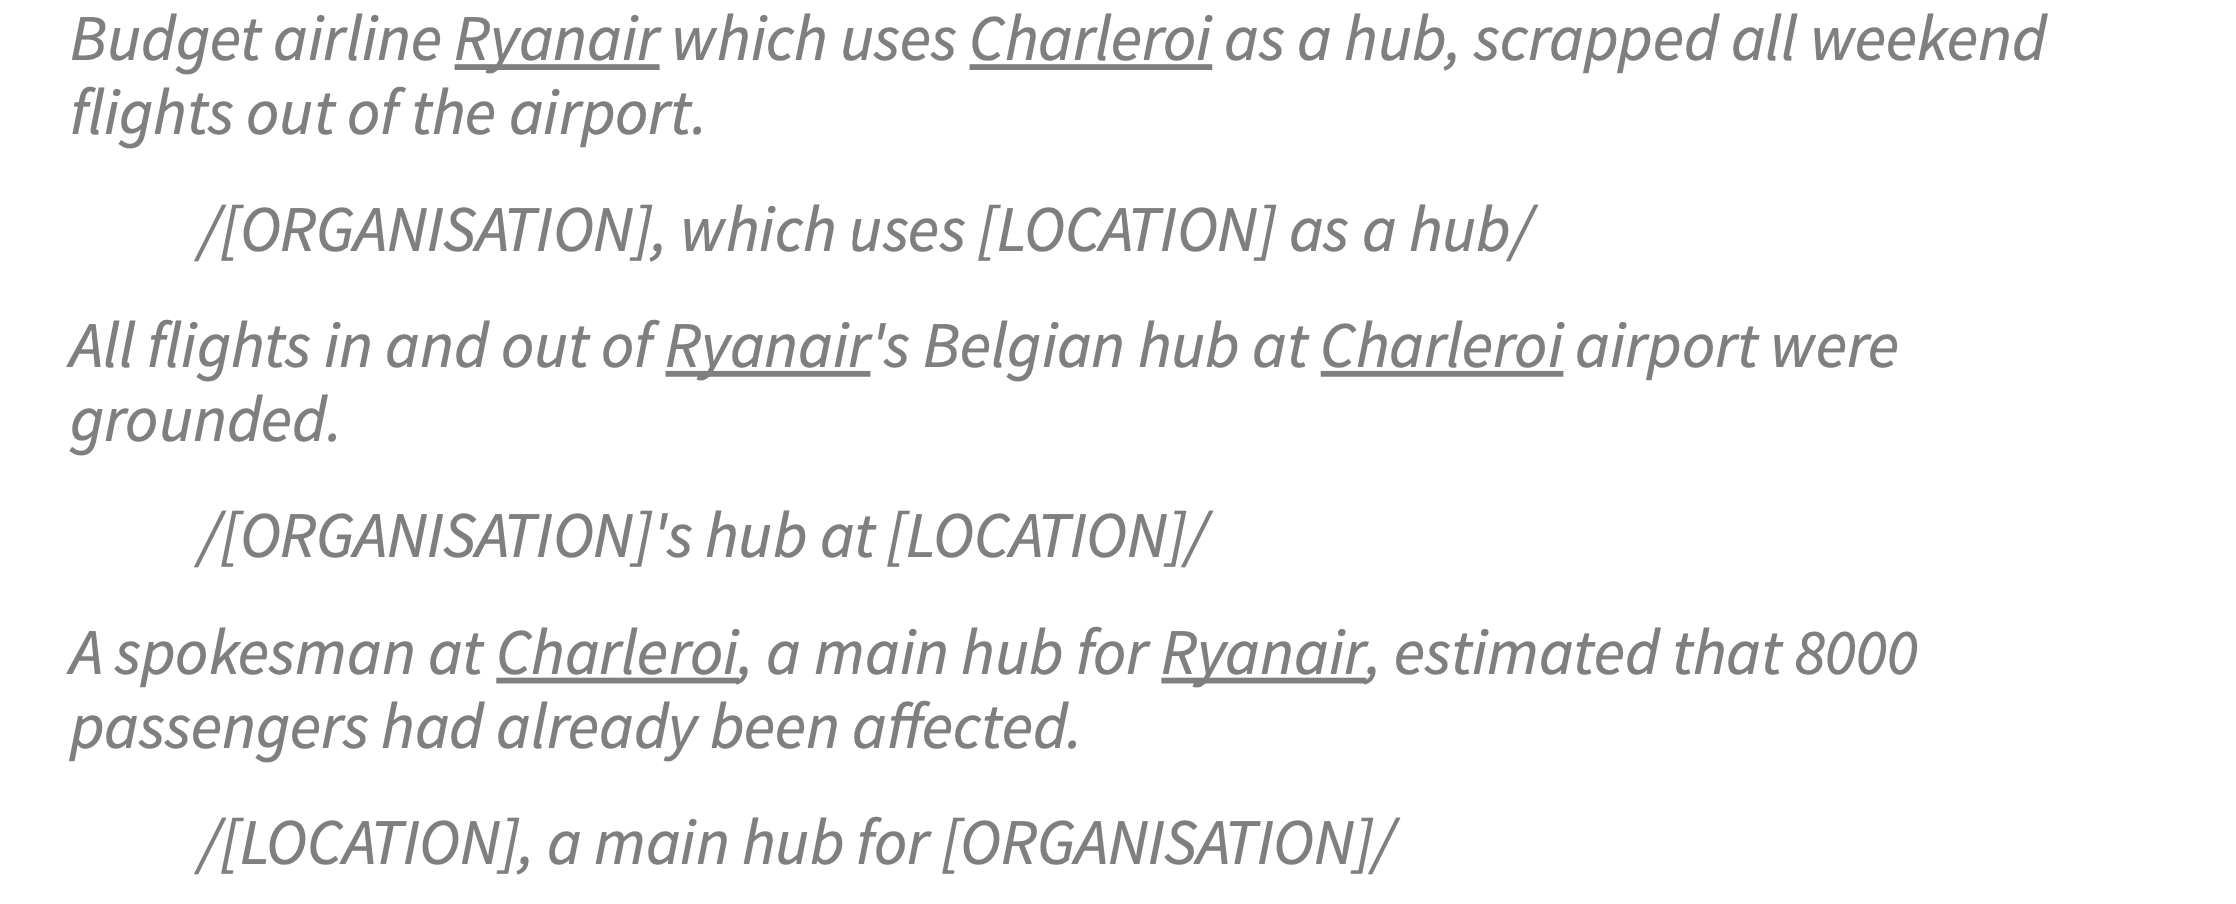 Budget airline Ryanair which uses Charleroi as a hub, scrapped all weekend
flights out of the airport.
/[ORGANISATION], which uses [LOCATION] as a hub/
All flights in and out of Ryanair's Belgian hub at Charleroi airport were
grounded.
/[ORGANISATION]'s hub at [LOCATION]/
A spokesman at Charleroi, a main hub for Ryanair, estimated that 8000
passengers had already been affected.
/[LOCATION], a main hub for [ORGANISATION]/